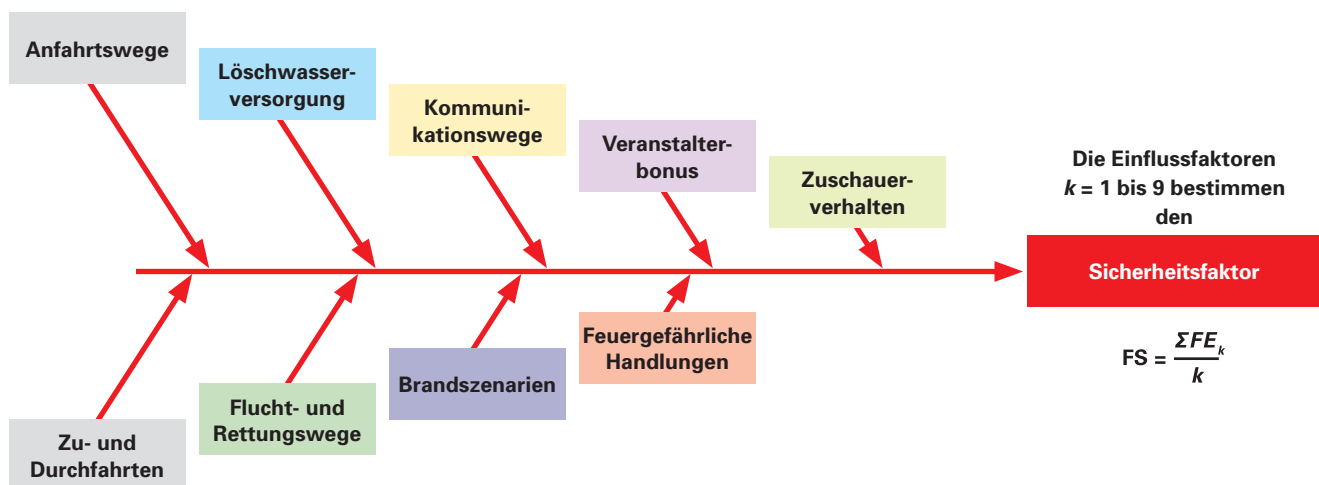 Anfahrtswege
Löschwasser-
versorgung
Kommuni-
kationswege
Veranstalter-
bonus
Zuschauer-
verhalten
Die Einflussfaktoren
k = 1 bis 9 bestimmen
den
Sicherheitsfaktor
FS = ΣFEₖ / k
Zu- und
Durchfahrten
Flucht- und
Rettungswege
Brandszenarien
Feuergefährliche
Handlungen